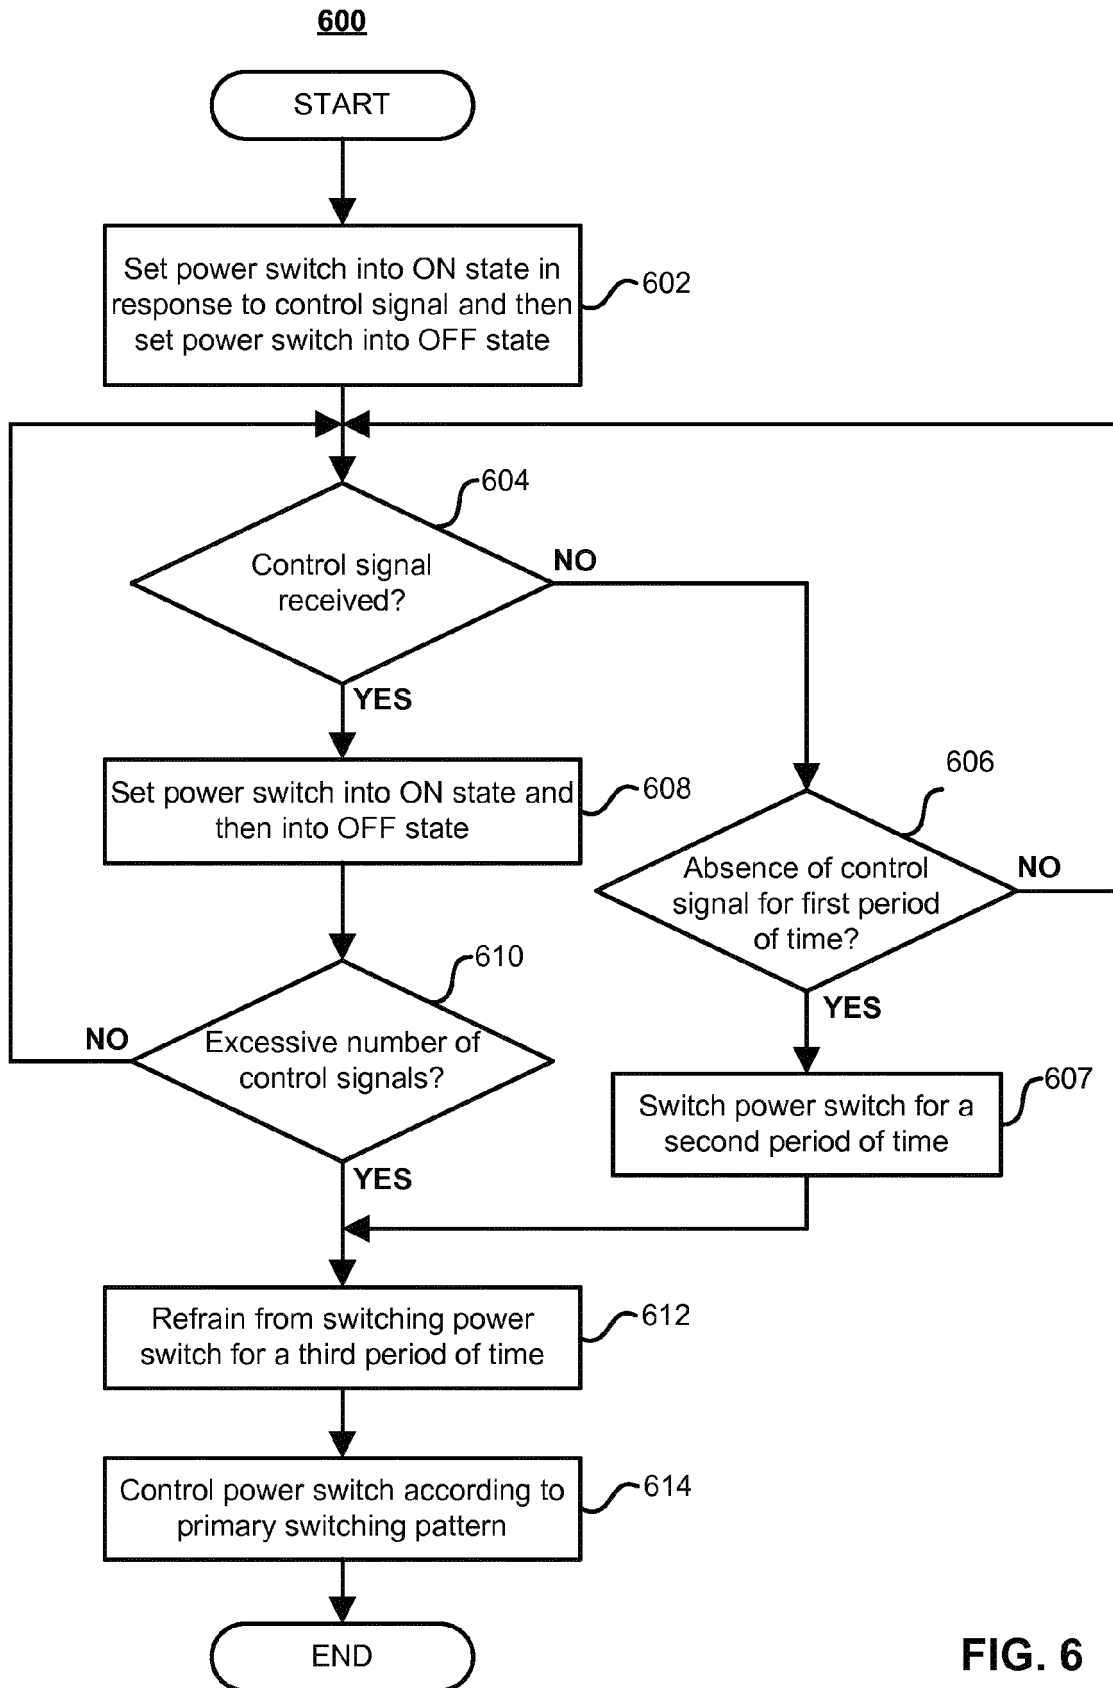 600
START
Set power switch into ON state in
response to control signal and then
set power switch into OFF state
602
604
Control signal
received?
NO
YES
Set power switch into ON state and
then into OFF state
608
606
Absence of control
signal for first period
of time?
NO
YES
610
Excessive number of
control signals?
NO
YES
607
Switch power switch for a
second period of time
Refrain from switching power
switch for a third period of time
612
Control power switch according to
primary switching pattern
614
END
FIG. 6